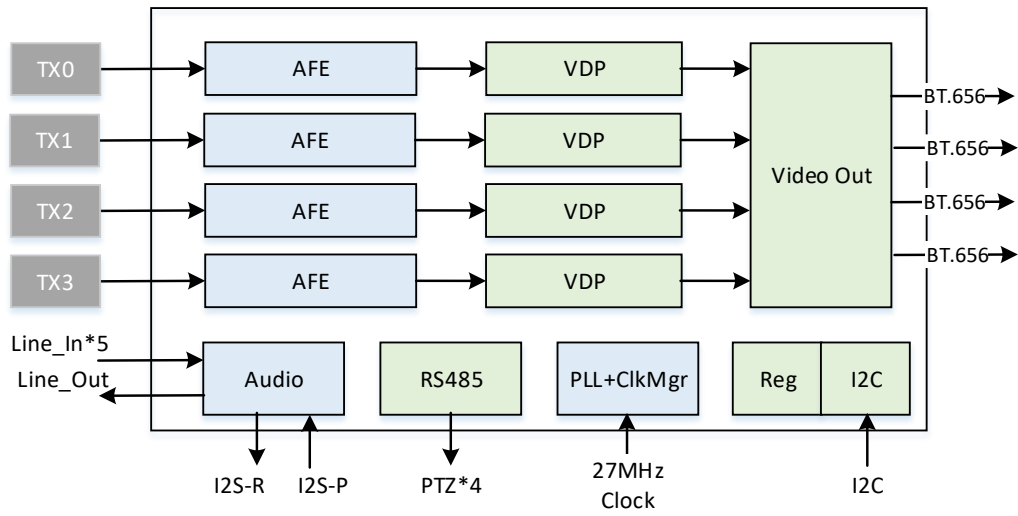 TX0
AFE
VDP
TX1
AFE
VDP
TX2
AFE
VDP
TX3
AFE
VDP
Video Out
BT.656
BT.656
BT.656
BT.656
Line_In*5
Line_Out
Audio
RS485
PLL+ClkMgr
Reg
I2C
I2S-R
I2S-P
PTZ*4
27MHz
Clock
I2C